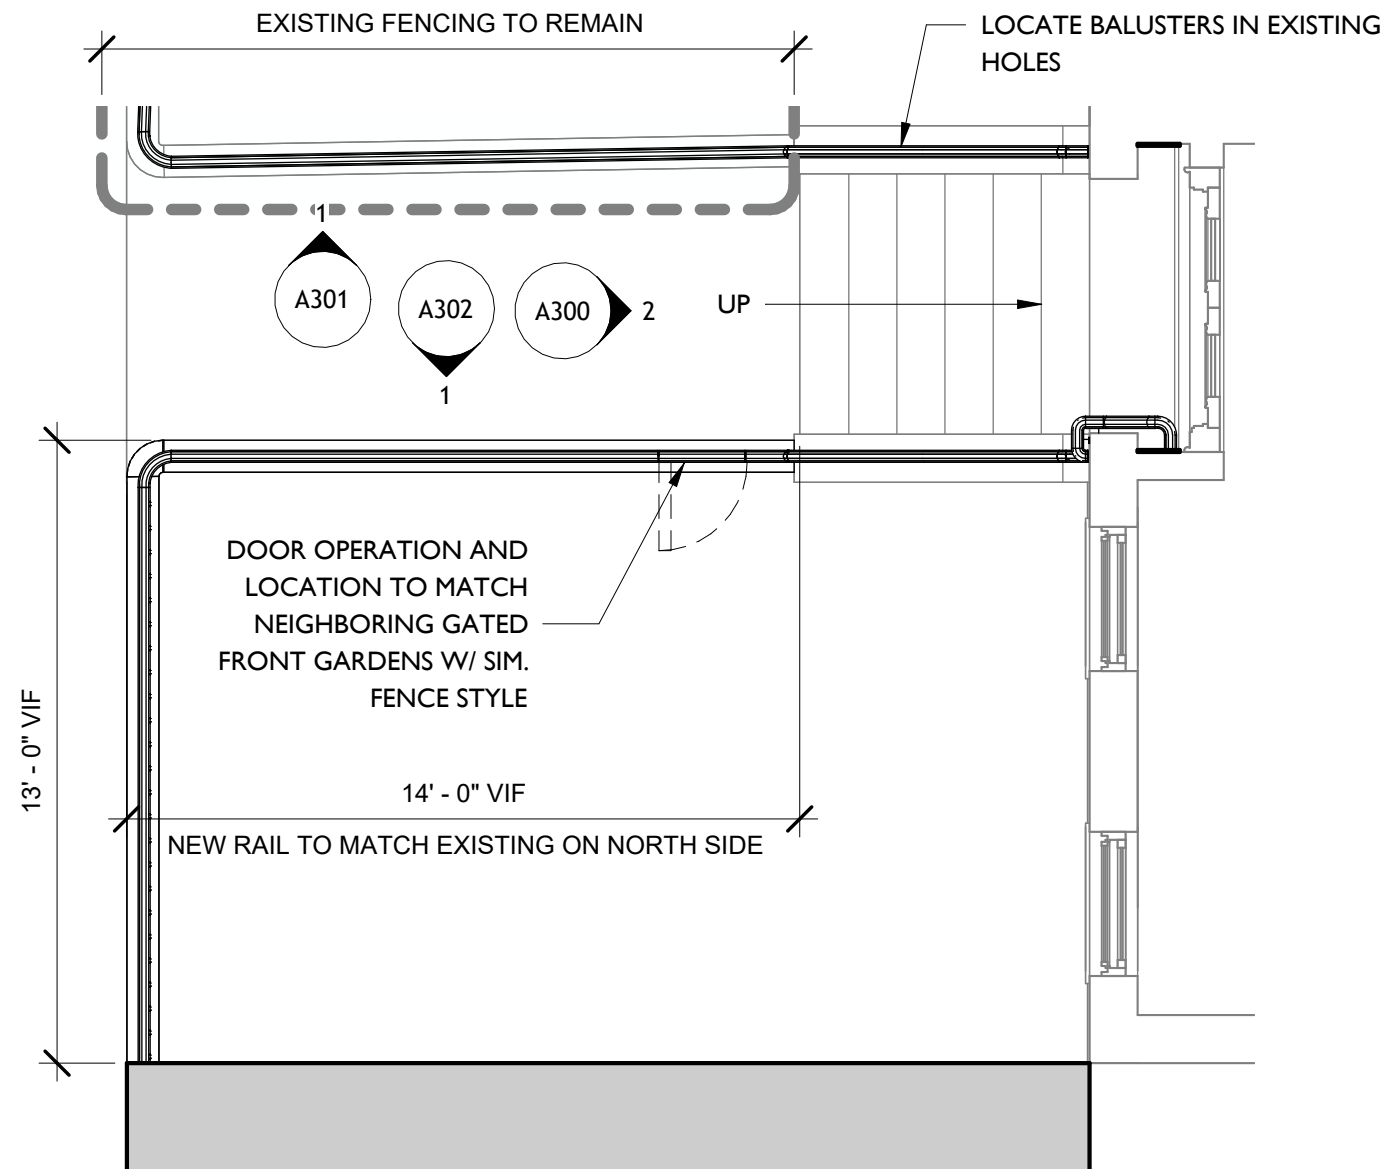 EXISTING FENCING TO REMAIN
LOCATE BALUSTERS IN EXISTING
HOLES
1
A301
A302
1
A300
2
UP
DOOR OPERATION AND
LOCATION TO MATCH
NEIGHBORING GATED
FRONT GARDENS W/ SIM.
FENCE STYLE
13' - 0" VIF
14' - 0" VIF
NEW RAIL TO MATCH EXISTING ON NORTH SIDE